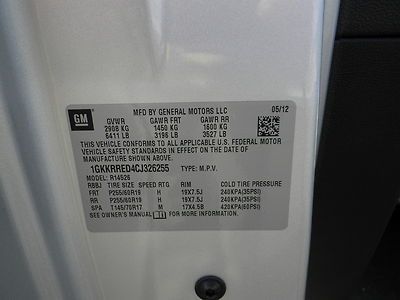 GM
MFD BY GENERAL MOTORS LLC 05/12
GVWR GAWR FRT GAWR RR
2908 KG 1450 KG 1600 KG
6411 LB 3196 LB 3527 LB
THIS VEHICLE CONFORMS TO ALL APPLICABLE U.S. FEDERAL MOTOR
VEHICLE SAFETY AND THEFT PREVENTION STANDARDS IN EFFECT ON
THE DATE OF MANUFACTURE SHOWN ABOVE.
1GKKRRED4CJ326255 TYPE: M.P.V.
MODEL: R14526
RBBJ TIRE SIZE SPEED RTG RIM COLD TIRE PRESSURE
FRT P255/60R19 H 19X7.5J 240KPA(35PSI)
RR P255/60R19 H 19X7.5J 240KPA(35PSI)
SPA T145/70R17 M 17X4.5B 420KPA(60PSI)
SEE OWNER'S MANUAL FOR MORE INFORMATION.